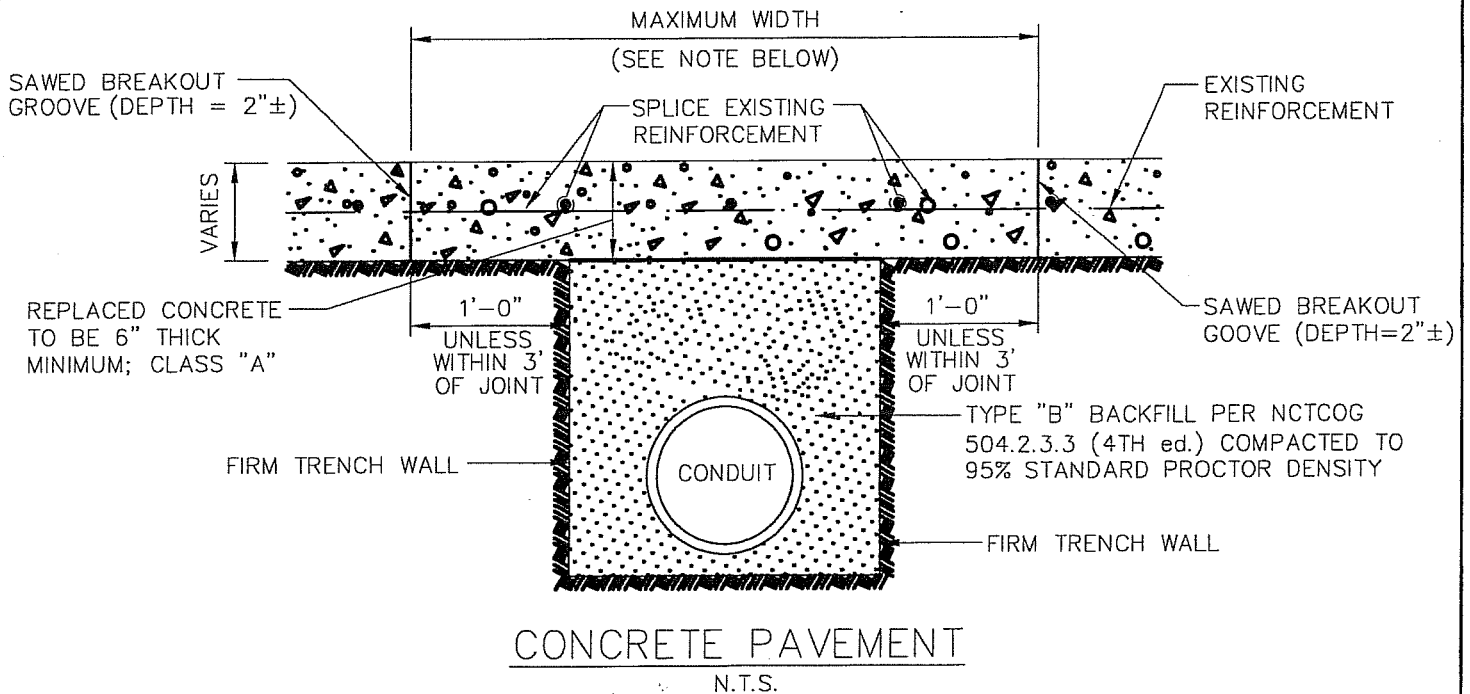 MAXIMUM WIDTH
(SEE NOTE BELOW)
SAWED BREAKOUT
GROOVE (DEPTH = 2"±)
SPLICE EXISTING
REINFORCEMENT
EXISTING
REINFORCEMENT
VARIES
REPLACED CONCRETE
TO BE 6" THICK
MINIMUM; CLASS "A"
1'-0"
UNLESS
WITHIN 3'
OF JOINT
1'-0"
UNLESS
WITHIN 3'
OF JOINT
SAWED BREAKOUT
GOOVE (DEPTH=2"±)
TYPE "B" BACKFILL PER NCTCOG
504.2.3.3 (4TH ed.) COMPACTED TO
95% STANDARD PROCTOR DENSITY
FIRM TRENCH WALL
CONDUIT
FIRM TRENCH WALL
CONCRETE PAVEMENT
N.T.S.